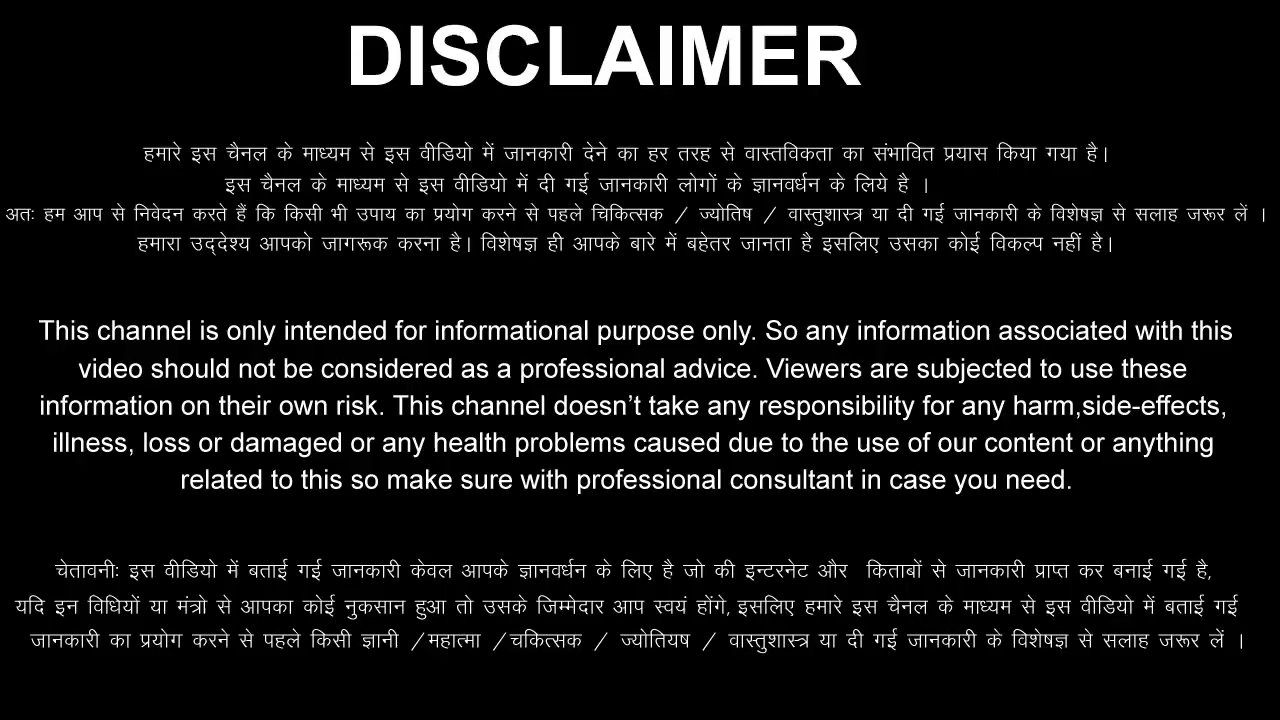 DISCLAIMER
हमारे इस चैनल के माध्यम से इस वीडियो में जानकारी देने का हर तरह से वास्तविकता का संभावित प्रयास किया गया है।
इस चैनल के माध्यम से इस वीडियो में दी गई जानकारी लोगों के ज्ञानवर्धन के लिये है ।
अतः हम आप से निवेदन करते हैं कि किसी भी उपाय का प्रयोग करने से पहले चिकित्सक / ज्योतिष / वास्तुशास्त्र या दी गई जानकारी के विशेषज्ञ से सलाह जरूर लें ।
हमारा उद्देश्य आपको जागरूक करना है। विशेषज्ञ ही आपके बारे में बहेतर जानता है इसलिए उसका कोई विकल्प नहीं है।
This channel is only intended for informational purpose only. So any information associated with this
video should not be considered as a professional advice. Viewers are subjected to use these
information on their own risk. This channel doesn’t take any responsibility for any harm,side-effects,
illness, loss or damaged or any health problems caused due to the use of our content or anything
related to this so make sure with professional consultant in case you need.
चेतावनीः इस वीडियो में बताई गई जानकारी केवल आपके ज्ञानवर्धन के लिए है जो की इन्टरनेट और किताबों से जानकारी प्राप्त कर बनाई गई है,
यदि इन विधियों या मंत्रो से आपका कोई नुकसान हुआ तो उसके जिम्मेदार आप स्वयं होंगे, इसलिए हमारे इस चैनल के माध्यम से इस वीडियो में बताई गई
जानकारी का प्रयोग करने से पहले किसी ज्ञानी /महात्मा /चकित्सक / ज्योतियष / वास्तुशास्त्र या दी गई जानकारी के विशेषज्ञ से सलाह जरूर लें ।